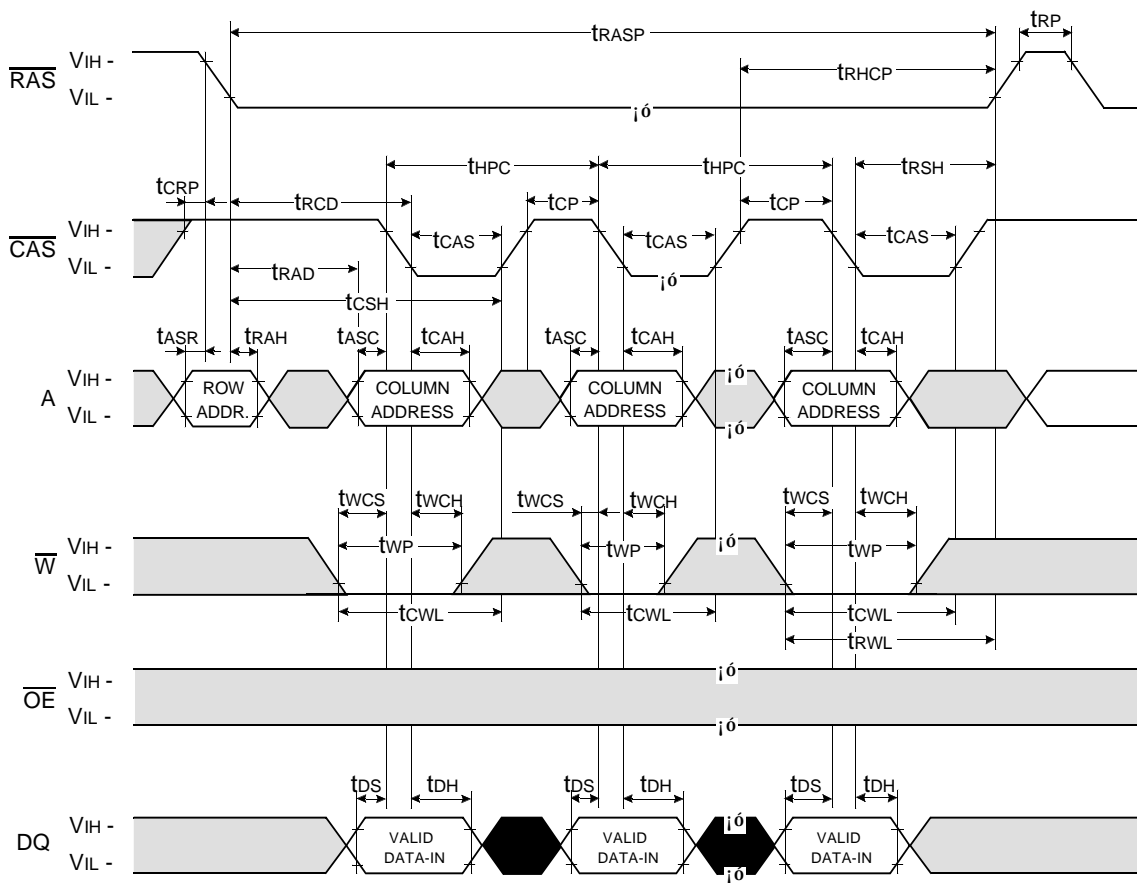 tRASP
tRP
RAS
VIH -
VIL -
tRHCP
¡ó
tHPC
tHPC
tRSH
tCRP
tRCD
tCP
tCP
CAS
VIH -
VIL -
tCAS
tCAS
tCAS
¡ó
tRAD
tCSH
tASR
tRAH
tASC
tCAH
tASC
tCAH
tASC
tCAH
A
VIH -
VIL -
ROW
ADDR.
COLUMN
ADDRESS
COLUMN
ADDRESS
¡ó
¡ó
COLUMN
ADDRESS
tWCS
tWCH
tWCS
tWCH
tWCS
tWCH
W
VIH -
VIL -
tWP
tWP
tWP
¡ó
¡ó
tCWL
tCWL
tCWL
tRWL
OE
VIH -
VIL -
¡ó
¡ó
tDS
tDH
tDS
tDH
tDS
tDH
DQ
VIH -
VIL -
VALID
DATA-IN
VALID
DATA-IN
¡ó
¡ó
VALID
DATA-IN